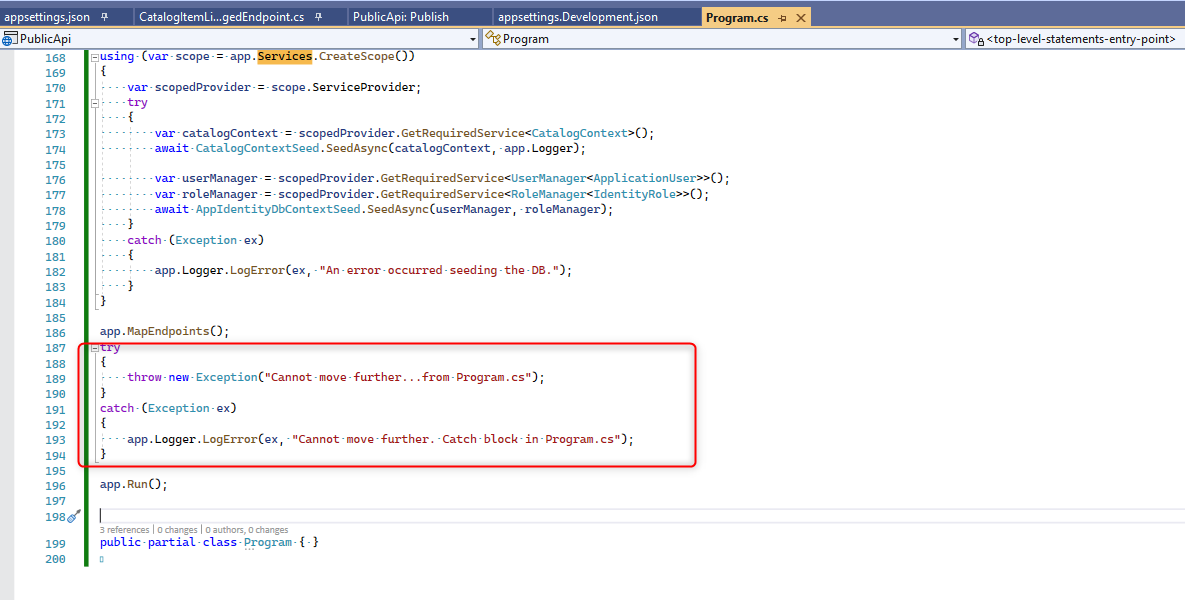 appsettings.json CatalogItemLi...gedEndpoint.cs PublicApi: Publish appsettings.Development.json Program.cs
PublicApi Program <top-level-statements-entry-point>
168 using (var scope = app.Services.CreateScope())
169 {
170 var scopedProvider = scope.ServiceProvider;
171 try
172 {
173 var catalogContext = scopedProvider.GetRequiredService<CatalogContext>();
174 await CatalogContextSeed.SeedAsync(catalogContext, app.Logger);
175
176 var userManager = scopedProvider.GetRequiredService<UserManager<ApplicationUser>>();
177 var roleManager = scopedProvider.GetRequiredService<RoleManager<IdentityRole>>();
178 await AppIdentityDbContextSeed.SeedAsync(userManager, roleManager);
179 }
180 catch (Exception ex)
181 {
182 app.Logger.LogError(ex, "An error occurred seeding the DB.");
183 }
184 }
185
186 app.MapEndpoints();
187 try
188 {
189 throw new Exception("Cannot move further...from Program.cs");
190 }
191 catch (Exception ex)
192 {
193 app.Logger.LogError(ex, "Cannot move further. Catch block in Program.cs");
194 }
195
196 app.Run();
197
198
3 references | 0 changes | 0 authors, 0 changes
199 public partial class Program { }
200